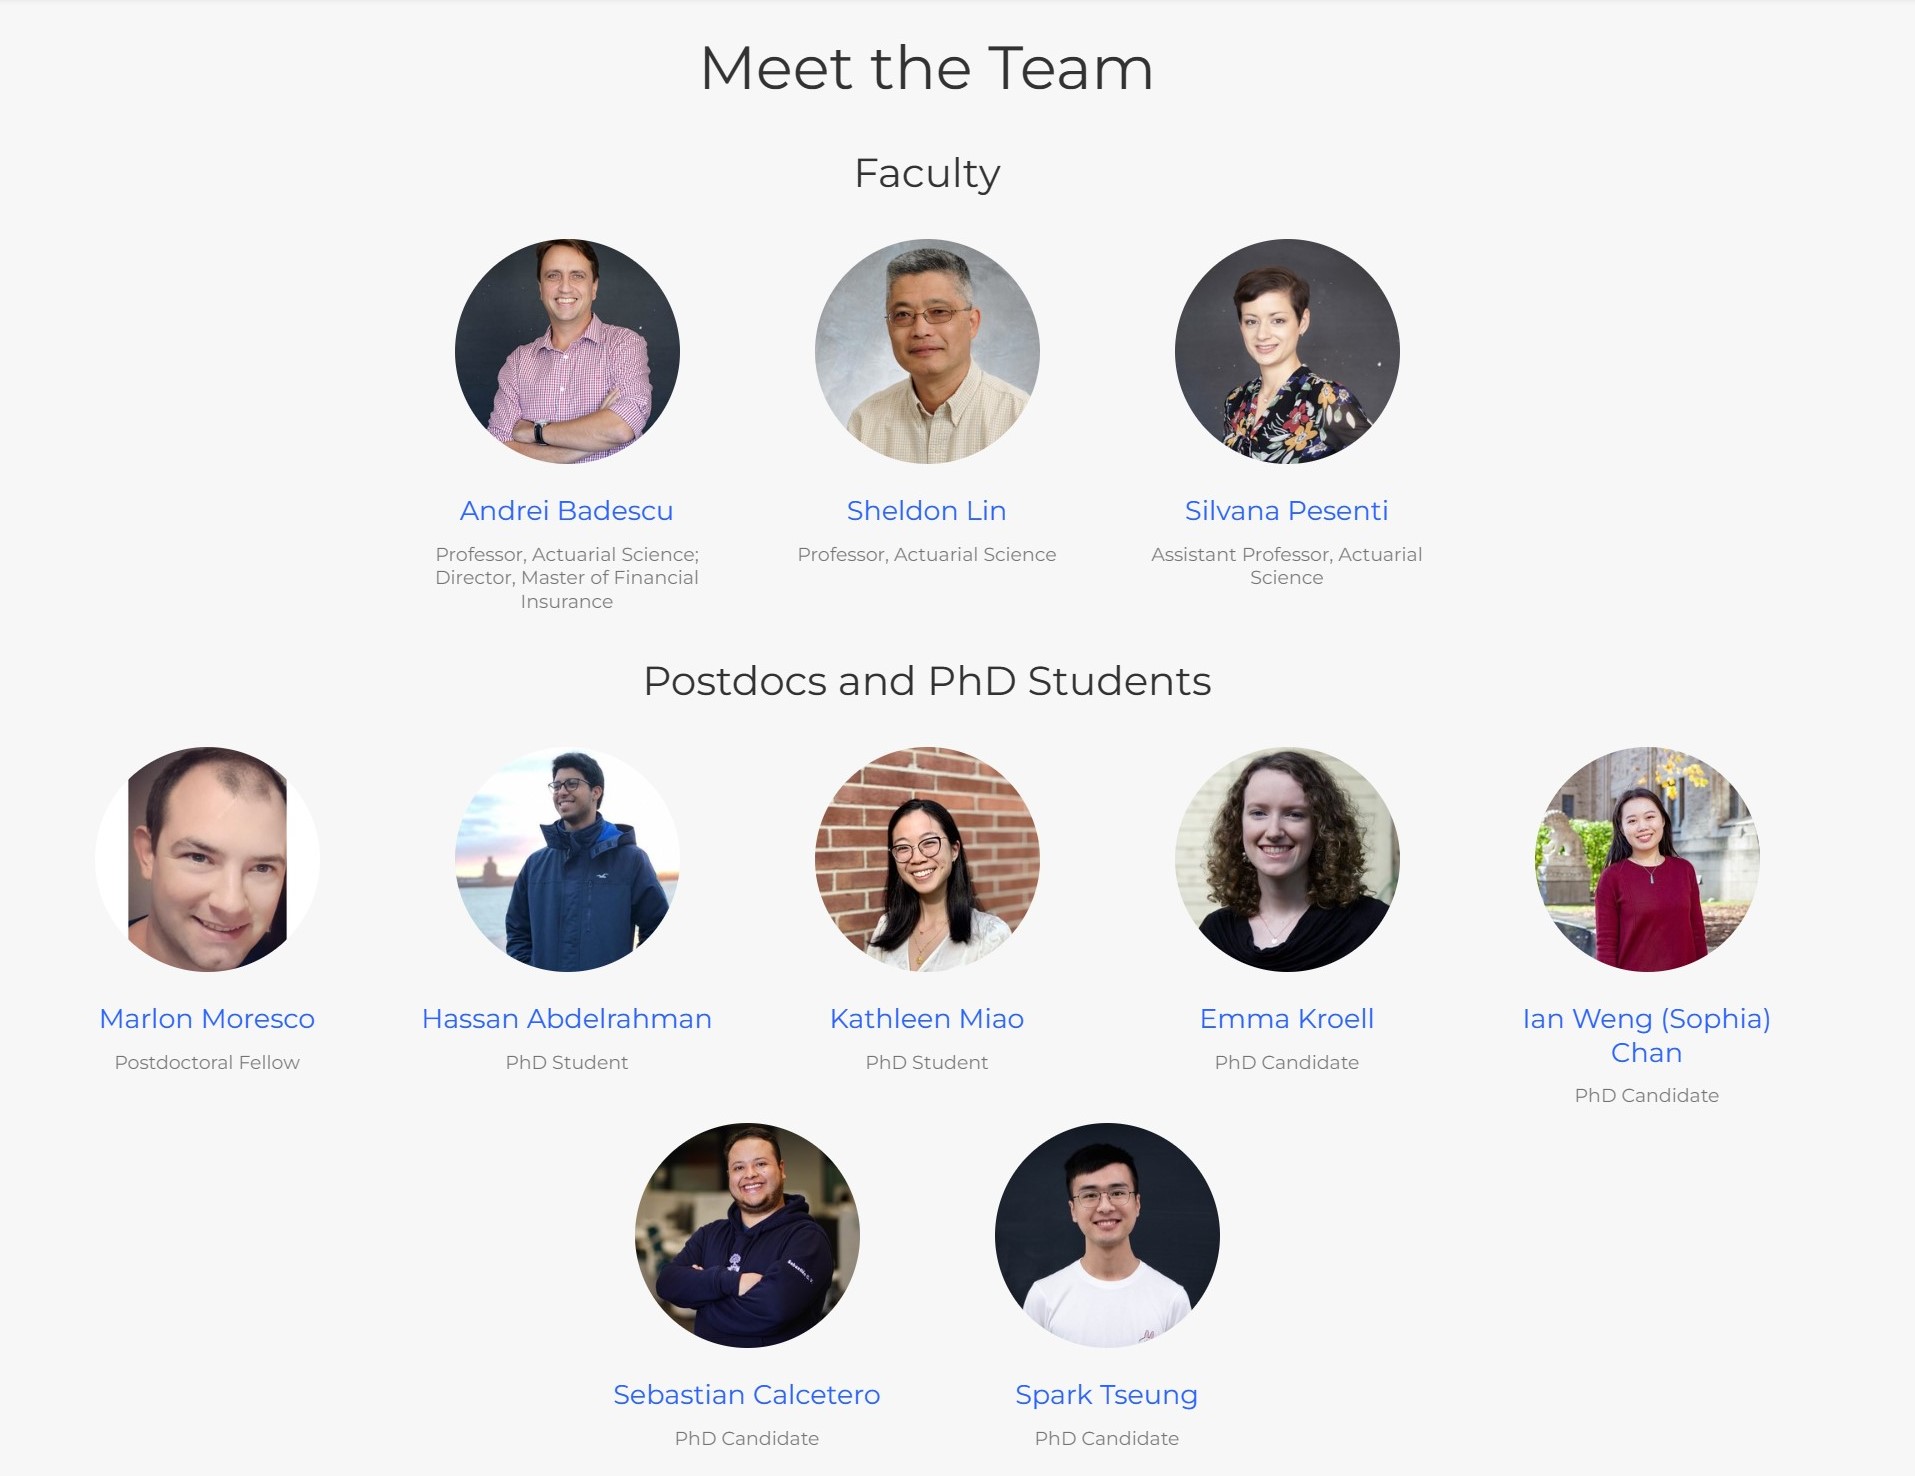 Meet the Team
Faculty
Andrei Badescu
Professor, Actuarial Science;
Director, Master of Financial
Insurance
Sheldon Lin
Professor, Actuarial Science
Silvana Pesenti
Assistant Professor, Actuarial
Science
Postdocs and PhD Students
Marlon Moresco
Postdoctoral Fellow
Hassan Abdelrahman
PhD Student
Kathleen Miao
PhD Student
Emma Kroell
PhD Candidate
Ian Weng (Sophia)
Chan
PhD Candidate
Sebastian Calcetero
PhD Candidate
Spark Tseung
PhD Candidate